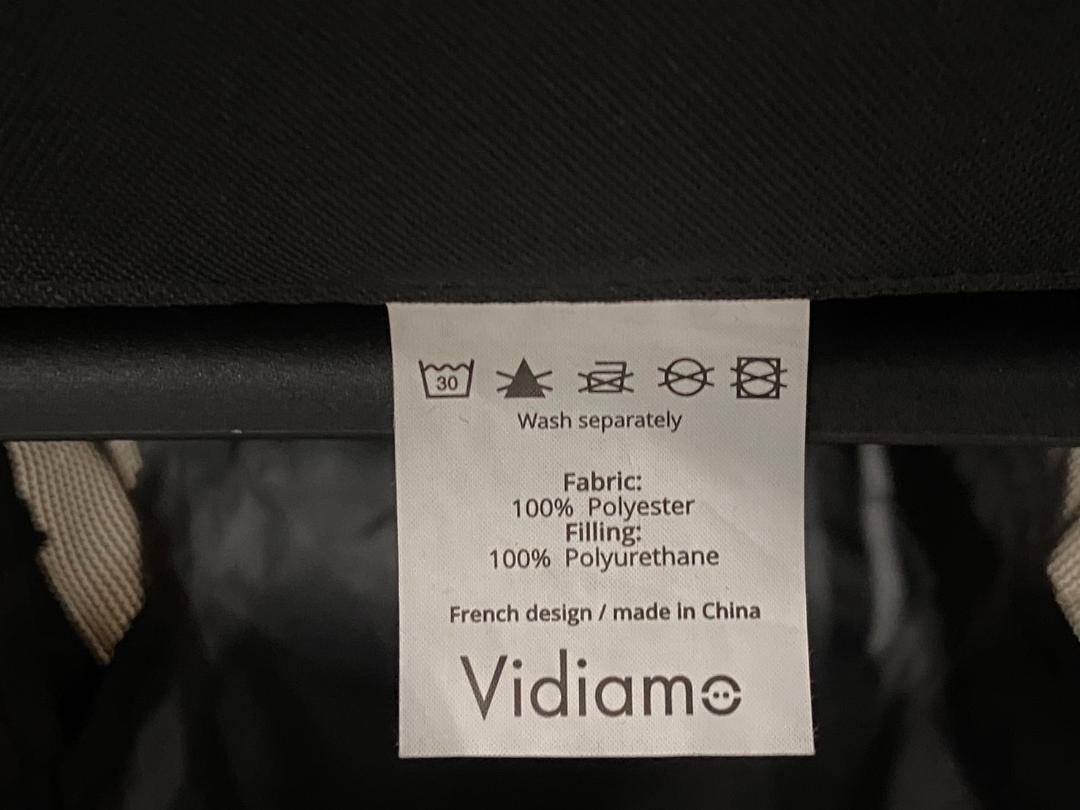 30
Wash separately
Fabric:
100% Polyester
Filling:
100% Polyurethane
French design / made in China
Vidiamo